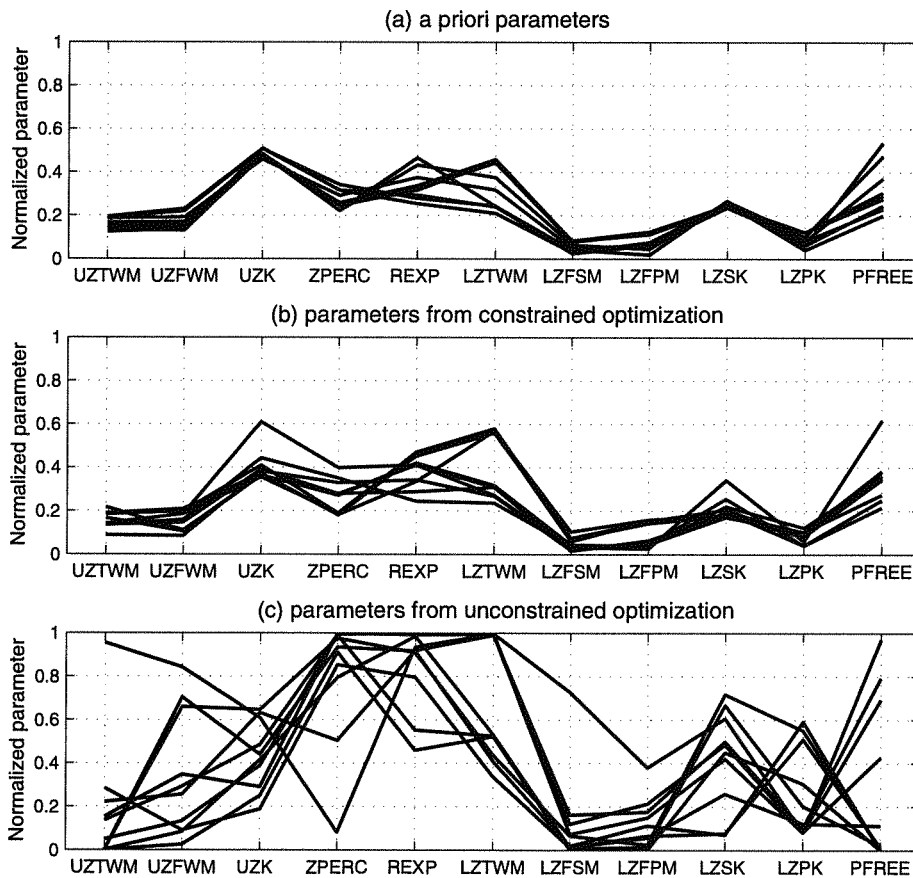 (a) a priori parameters
Normalized parameter
1
0.8
0.6
0.4
0.2
0
UZTWM UZFWM UZK ZPERC REXP LZTWM LZFSM LZFPM LZSK LZPK PFREE
(b) parameters from constrained optimization
Normalized parameter
1
0.8
0.6
0.4
0.2
0
UZTWM UZFWM UZK ZPERC REXP LZTWM LZFSM LZFPM LZSK LZPK PFREE
(c) parameters from unconstrained optimization
Normalized parameter
1
0.8
0.6
0.4
0.2
0
UZTWM UZFWM UZK ZPERC REXP LZTWM LZFSM LZFPM LZSK LZPK PFREE